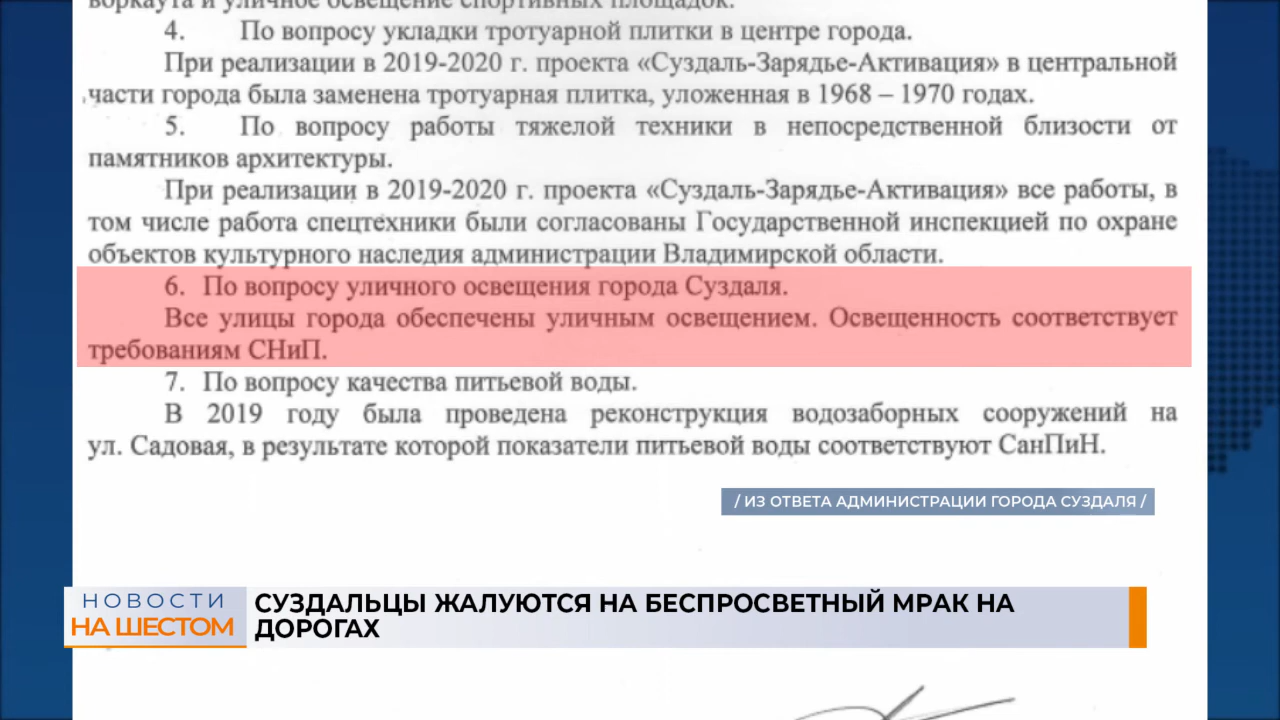 воркаута и уличное освещение спортивных площадок.
4. По вопросу укладки тротуарной плитки в центре города.
При реализации в 2019-2020 г. проекта «Суздаль-Зарядье-Активация» в центральной
части города была заменена тротуарная плитка, уложенная в 1968 – 1970 годах.
5. По вопросу работы тяжелой техники в непосредственной близости от
памятников архитектуры.
При реализации в 2019-2020 г. проекта «Суздаль-Зарядье-Активация» все работы, в
том числе работа спецтехники были согласованы Государственной инспекцией по охране
объектов культурного наследия администрации Владимирской области.
6. По вопросу уличного освещения города Суздаля.
Все улицы города обеспечены уличным освещением. Освещенность соответствует
требованиям СНиП.
7. По вопросу качества питьевой воды.
В 2019 году была проведена реконструкция водозаборных сооружений на
ул. Садовая, в результате которой показатели питьевой воды соответствуют СанПиН.
/ ИЗ ОТВЕТА АДМИНИСТРАЦИИ ГОРОДА СУЗДАЛЯ /
НОВОСТИ
НА ШЕСТОМ
СУЗДАЛЬЦЫ ЖАЛУЮТСЯ НА БЕСПРОСВЕТНЫЙ МРАК НА
ДОРОГАХ